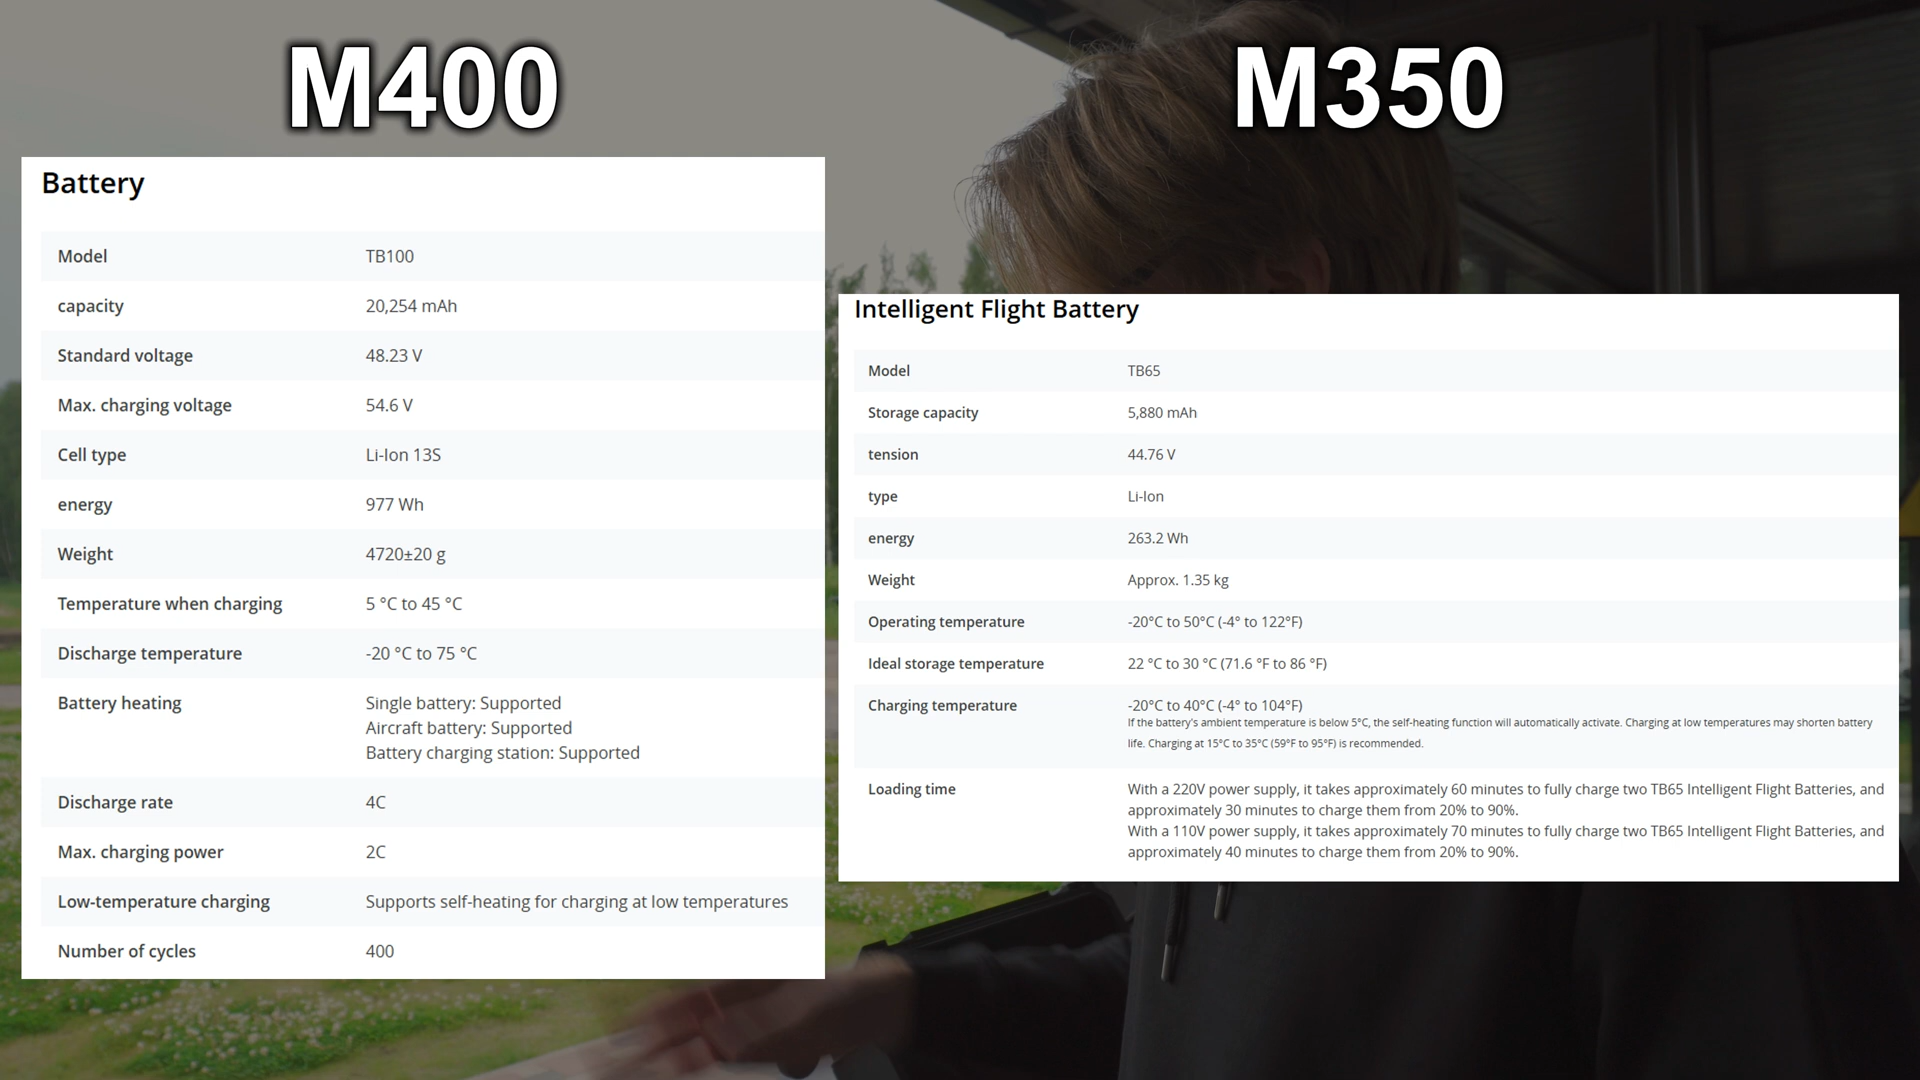 M400
M350
Battery
Model TB100
capacity 20,254 mAh
Standard voltage 48.23 V
Max. charging voltage 54.6 V
Cell type Li-Ion 13S
energy 977 Wh
Weight 4720±20 g
Temperature when charging 5 °C to 45 °C
Discharge temperature -20 °C to 75 °C
Battery heating Single battery: Supported
Aircraft battery: Supported
Battery charging station: Supported
Discharge rate 4C
Max. charging power 2C
Low-temperature charging Supports self-heating for charging at low temperatures
Number of cycles 400
Intelligent Flight Battery
Model TB65
Storage capacity 5,880 mAh
tension 44.76 V
type Li-Ion
energy 263.2 Wh
Weight Approx. 1.35 kg
Operating temperature -20°C to 50°C (-4° to 122°F)
Ideal storage temperature 22 °C to 30 °C (71.6 °F to 86 °F)
Charging temperature -20°C to 40°C (-4° to 104°F)
If the battery's ambient temperature is below 5°C, the self-heating function will automatically activate. Charging at low temperatures may shorten battery
life. Charging at 15°C to 35°C (59°F to 95°F) is recommended.
Loading time With a 220V power supply, it takes approximately 60 minutes to fully charge two TB65 Intelligent Flight Batteries, and
approximately 30 minutes to charge them from 20% to 90%.
With a 110V power supply, it takes approximately 70 minutes to fully charge two TB65 Intelligent Flight Batteries, and
approximately 40 minutes to charge them from 20% to 90%.